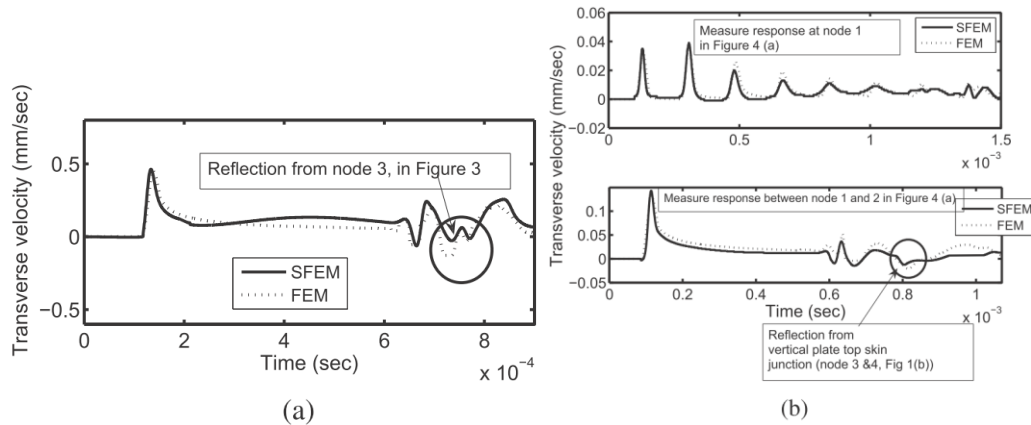 (a)
Transverse velocity (mm/sec)
0.5
0
−0.5
Reflection from node 3, in Figure 3
SFEM
FEM
0
2
4
6
8
Time (sec)
x 10⁻⁴
(a)
(b)
Transverse velocity (mm/sec)
0.06
0.04
0.02
0
−0.02
Measure response at node 1
in Figure 4 (a)
SFEM
FEM
0
0.5
1
1.5
x 10⁻³
0.1
0.05
0
−0.05
Measure response between node 1 and 2 in Figure 4 (a)
SFEM
FEM
0
0.2
0.4
0.6
0.8
1
Time (sec)
x 10⁻³
Reflection from
vertical plate top skin
junction (node 3 &4, Fig 1(b))
(b)